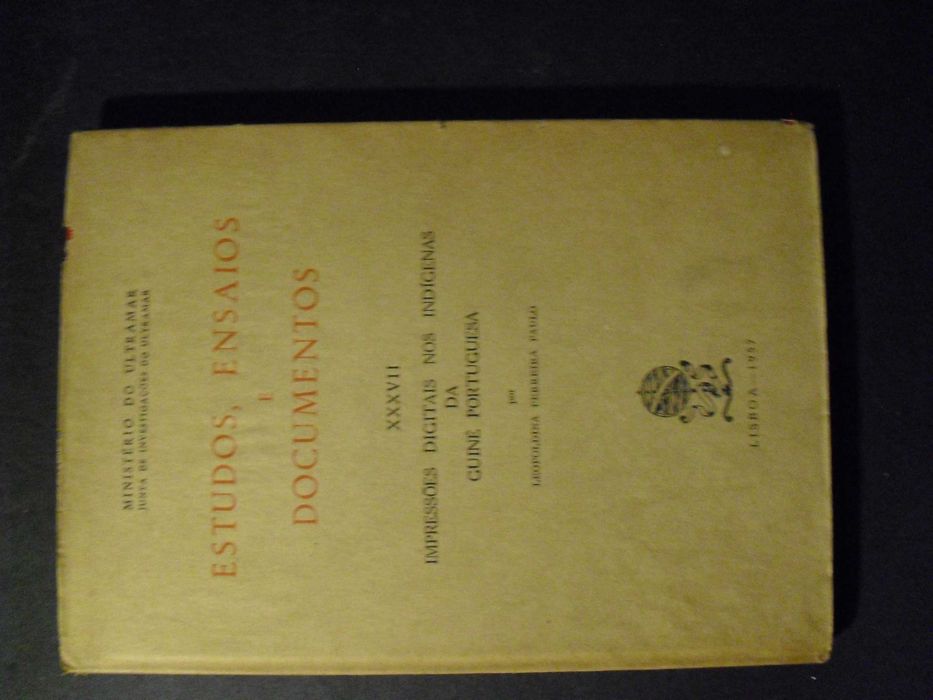 MINISTÉRIO DO ULTRAMAR
JUNTA DE INVESTIGAÇÕES DO ULTRAMAR
ESTUDOS, ENSAIOS
E
DOCUMENTOS
XXXVII
IMPRESSÕES DIGITAIS NOS INDÍGENAS
DA
GUINÉ PORTUGUESA
por
LEOPOLDINA FERREIRA PAULO
LISBOA 1957